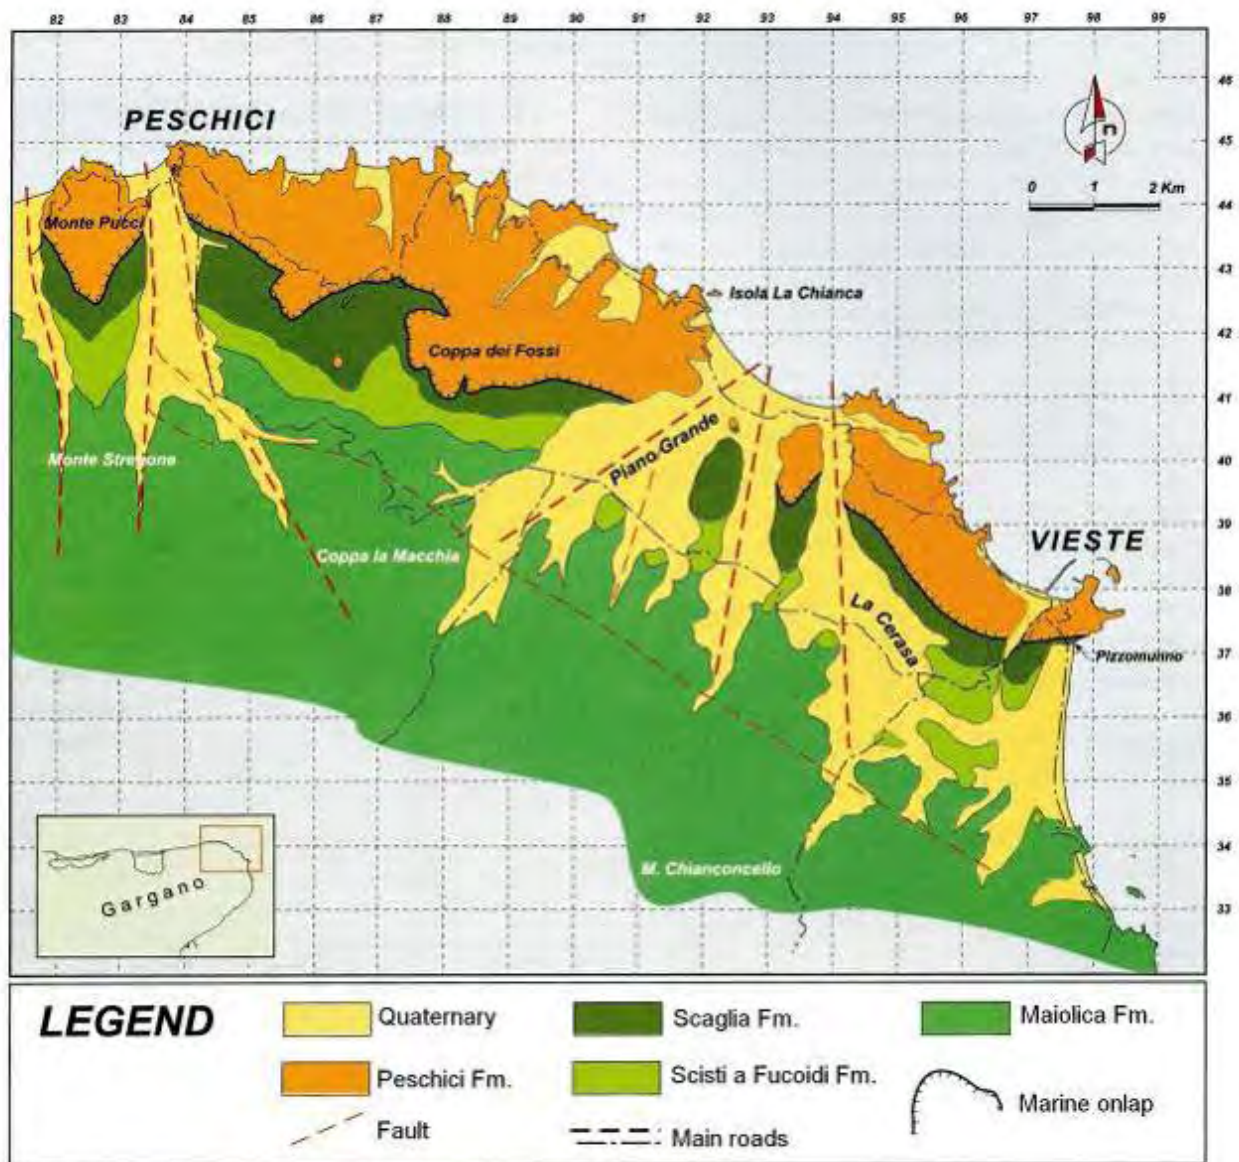 82 83 84 85 86 87 88 89 90 91 92 93 94 95 96 97 98 99
46
45
44
43
42
41
40
39
38
37
36
35
34
33
PESCHICI
n
0 1 2 Km
Monte Pucci
Isola La Chianca
Coppa dei Fossi
Piano Grande
Monte Stregone
Coppa la Macchia
VIESTE
La Cerasa
Pizzomunno
M. Chianconcello
Gargano
LEGEND
Quaternary
Scaglia Fm.
Maiolica Fm.
Peschici Fm.
Scisti a Fucoidi Fm.
Marine onlap
Fault
Main roads